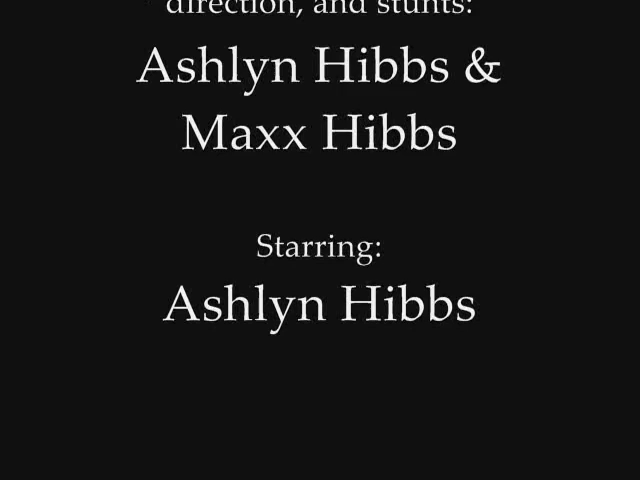 direction, and stunts:
Ashlyn Hibbs &
Maxx Hibbs
Starring:
Ashlyn Hibbs